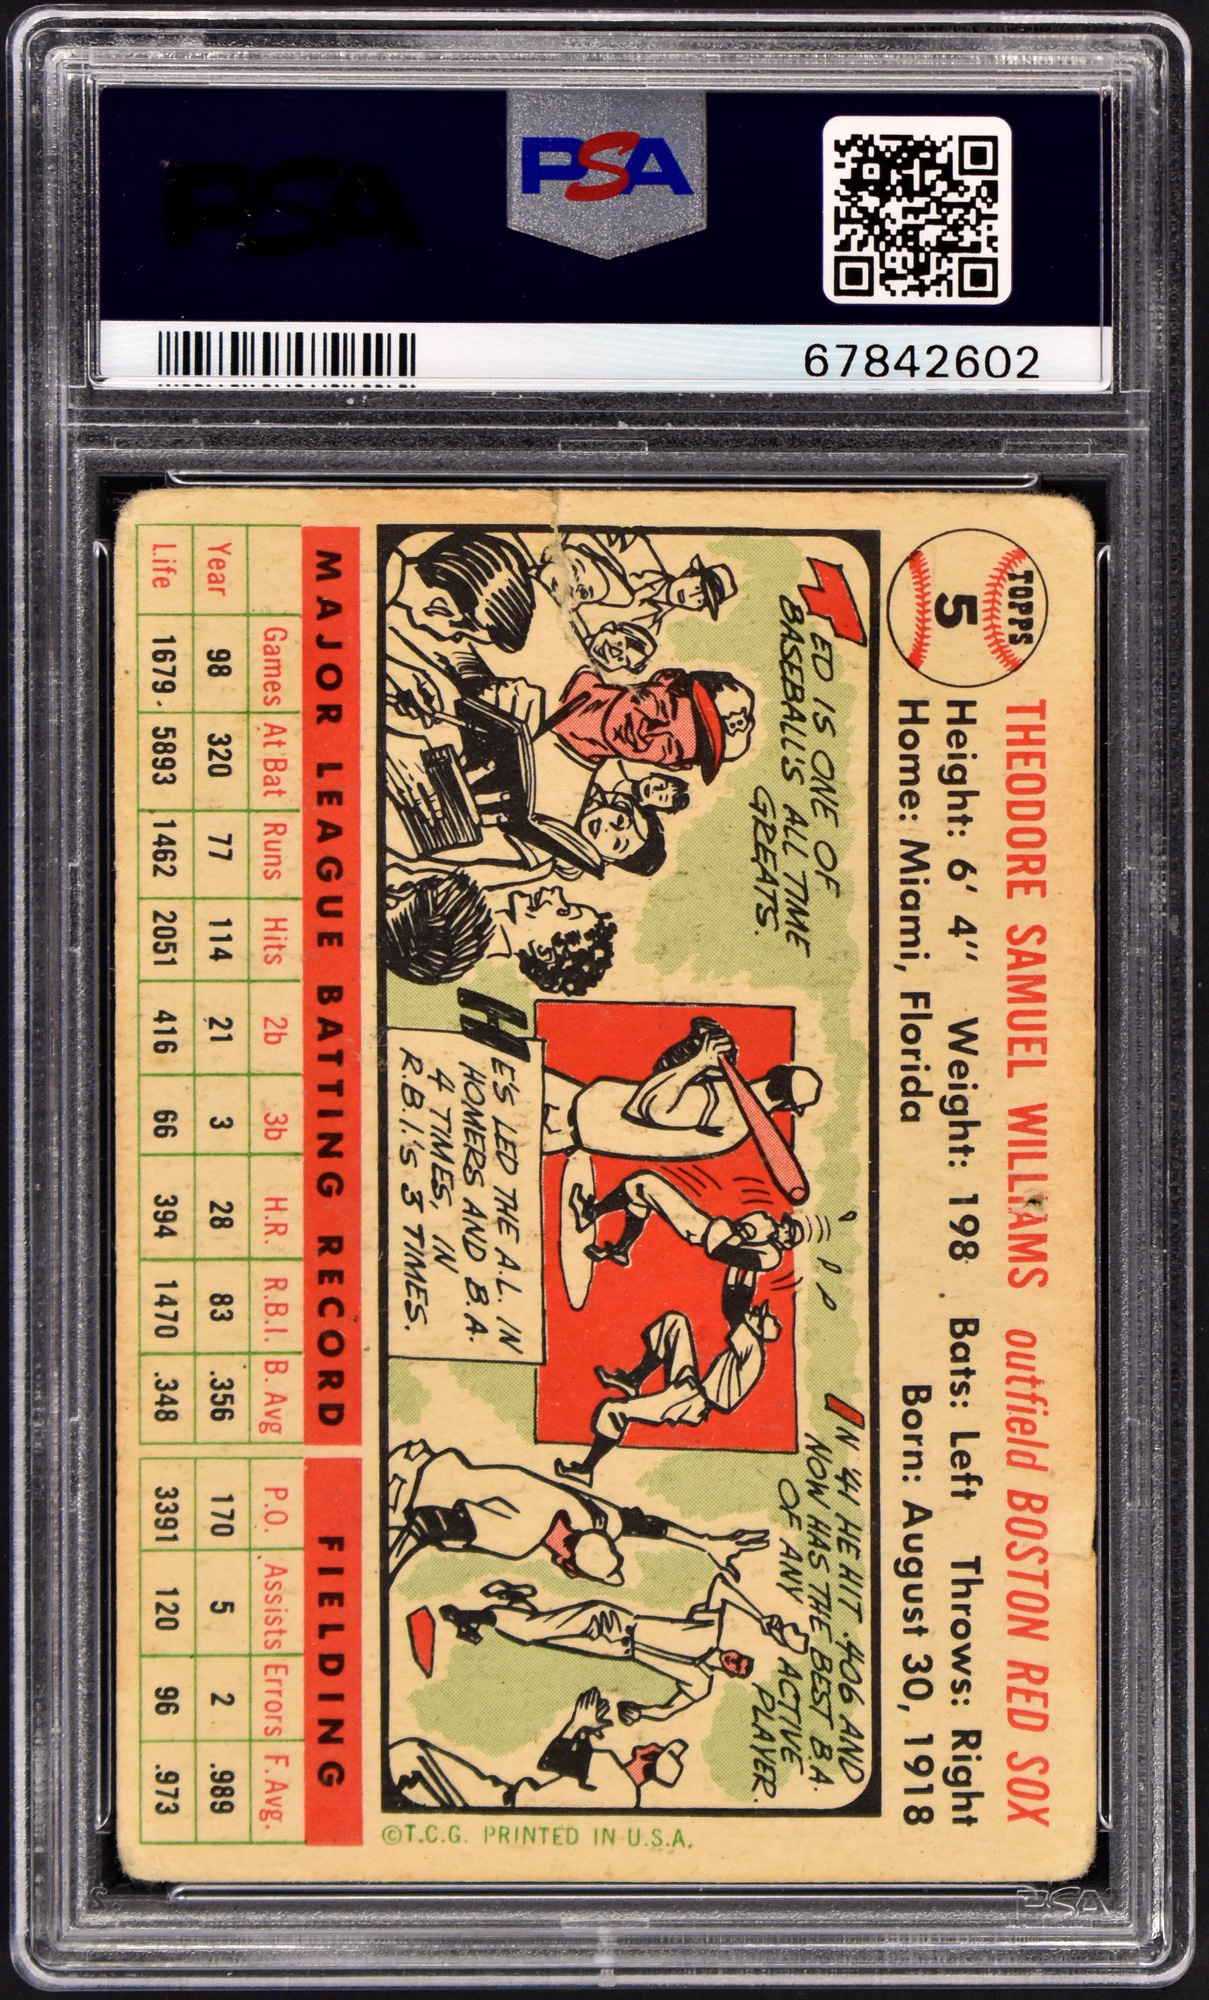 PSA
PSA
67842602
TOPPS
5
THEODORE SAMUEL WILLIAMS outfield BOSTON RED SOX
Height: 6' 4'' Weight: 198 Bats: Left Throws: Right
Home: Miami, Florida Born: August 30, 1918
TED IS ONE OF
BASEBALL'S ALL TIME
GREATS.
B
HE'S LED THE A.L. IN
HOMERS AND B.A.
4 TIMES, IN
R.B.I.'S 3 TIMES.
IN '41 HE HIT .406 AND
NOW HAS THE BEST B.A.
OF ANY ACTIVE
PLAYER.
MAJOR LEAGUE BATTING RECORD FIELDING
Games At Bat Runs Hits 2b 3b H.R. R.B.I. B. Avg P.O. Assists Errors F. Avg.
Year 98 320 77 114 21 3 28 83 .356 170 5 2 .989
Life 1679 5893 1462 2051 416 66 394 1470 .348 3391 120 96 .973
©T.C.G. PRINTED IN U.S.A.
PSA